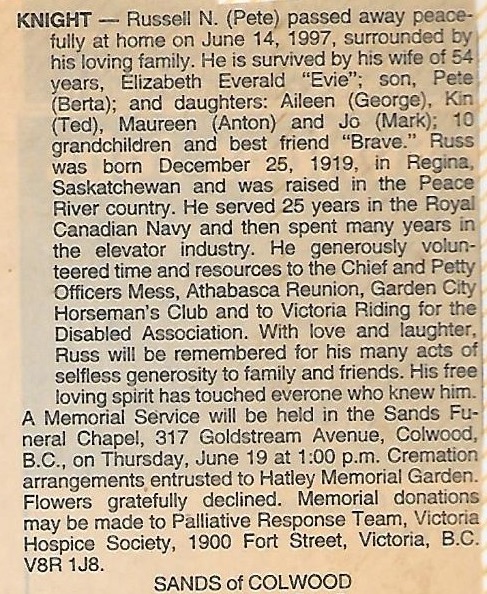 KNIGHT — Russell N. (Pete) passed away peace-
fully at home on June 14, 1997, surrounded by
his loving family. He is survived by his wife of 54
years, Elizabeth Everald "Evie"; son, Pete
(Berta); and daughters: Aileen (George), Kin
(Ted), Maureen (Anton) and Jo (Mark); 10
grandchildren and best friend "Brave." Russ
was born December 25, 1919, in Regina,
Saskatchewan and was raised in the Peace
River country. He served 25 years in the Royal
Canadian Navy and then spent many years in
the elevator industry. He generously volun-
teered time and resources to the Chief and Petty
Officers Mess, Athabasca Reunion, Garden City
Horseman's Club and to Victoria Riding for the
Disabled Association. With love and laughter,
Russ will be remembered for his many acts of
selfless generosity to family and friends. His free
loving spirit has touched everone who knew him.
A Memorial Service will be held in the Sands Fu-
neral Chapel, 317 Goldstream Avenue, Colwood,
B.C., on Thursday, June 19 at 1:00 p.m. Cremation
arrangements entrusted to Hatley Memorial Garden.
Flowers gratefully declined. Memorial donations
may be made to Palliative Response Team, Victoria
Hospice Society, 1900 Fort Street, Victoria, B.C.
V8R 1J8.
SANDS of COLWOOD